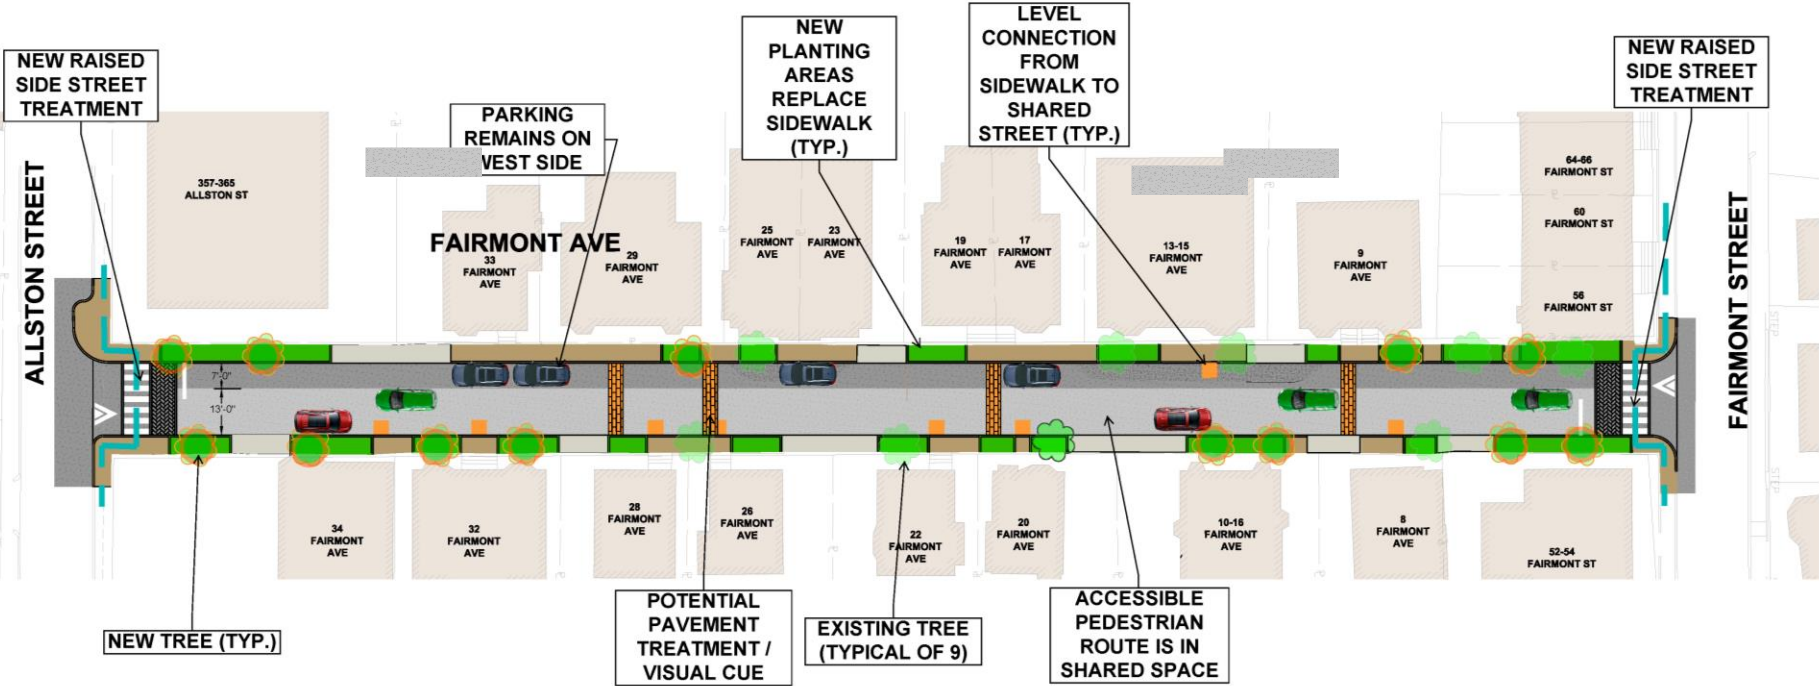 NEW RAISED
SIDE STREET
TREATMENT
PARKING
REMAINS ON
WEST SIDE
NEW
PLANTING
AREAS
REPLACE
SIDEWALK
(TYP.)
LEVEL
CONNECTION
FROM
SIDEWALK TO
SHARED
STREET (TYP.)
NEW RAISED
SIDE STREET
TREATMENT
ALLSTON STREET
357-365
ALLSTON ST
FAIRMONT AVE
33
FAIRMONT
AVE
29
FAIRMONT
AVE
25
FAIRMONT
AVE
23
FAIRMONT
AVE
19
FAIRMONT
AVE
17
FAIRMONT
AVE
13-15
FAIRMONT
AVE
9
FAIRMONT
AVE
64-66
FAIRMONT ST
60
FAIRMONT ST
56
FAIRMONT ST
FAIRMONT STREET
7'-0"
13'-0"
34
FAIRMONT
AVE
32
FAIRMONT
AVE
28
FAIRMONT
AVE
26
FAIRMONT
AVE
22
FAIRMONT
AVE
20
FAIRMONT
AVE
10-16
FAIRMONT
AVE
8
FAIRMONT
AVE
52-54
FAIRMONT ST
NEW TREE (TYP.)
POTENTIAL
PAVEMENT
TREATMENT /
VISUAL CUE
EXISTING TREE
(TYPICAL OF 9)
ACCESSIBLE
PEDESTRIAN
ROUTE IS IN
SHARED SPACE